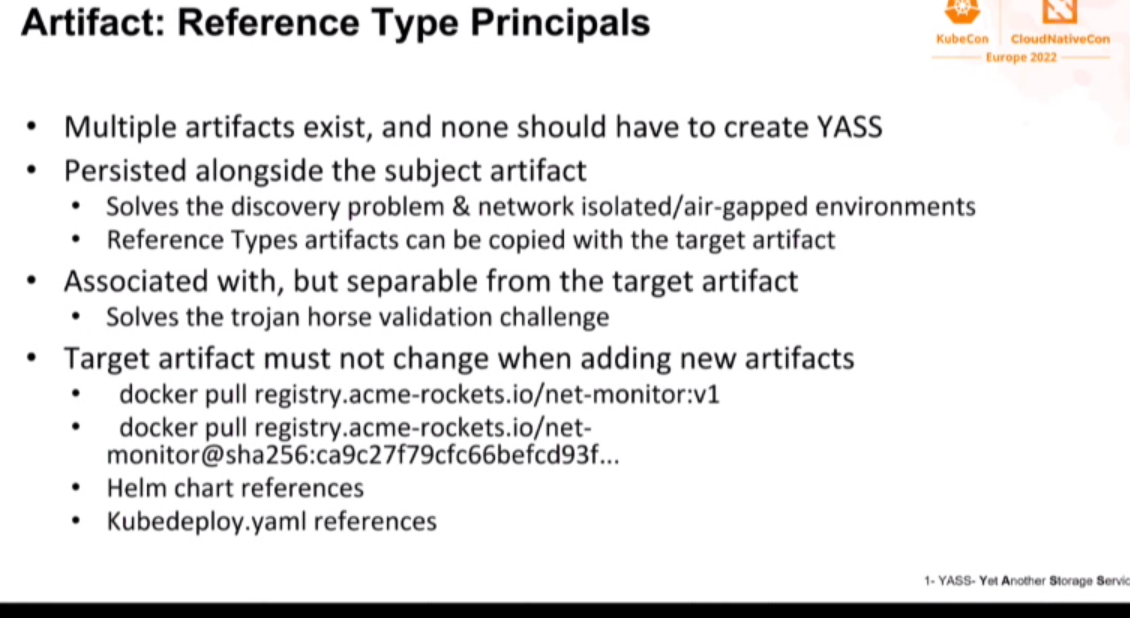 Artifact: Reference Type Principals
KubeCon
CloudNativeCon
Europe 2022
• Multiple artifacts exist, and none should have to create YASS
• Persisted alongside the subject artifact
• Solves the discovery problem & network isolated/air-gapped environments
• Reference Types artifacts can be copied with the target artifact
• Associated with, but separable from the target artifact
• Solves the trojan horse validation challenge
• Target artifact must not change when adding new artifacts
• docker pull registry.acme-rockets.io/net-monitor:v1
• docker pull registry.acme-rockets.io/net-
monitor@sha256:ca9c27f79cfc66befcd93f...
• Helm chart references
• Kubedeploy.yaml references
1- YASS- Yet Another Storage Servic